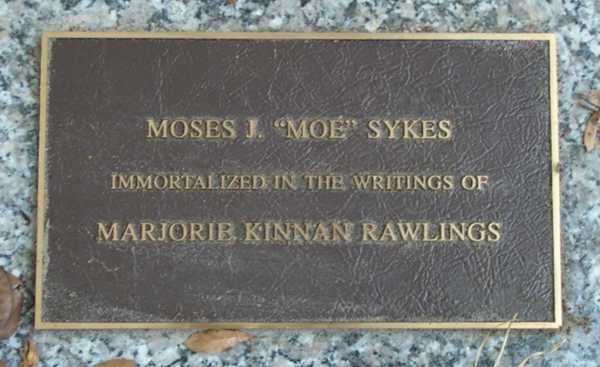 MOSES J. "MOE" SYKES
IMMORTALIZED IN THE WRITINGS OF
MARJORIE KINNAN RAWLINGS